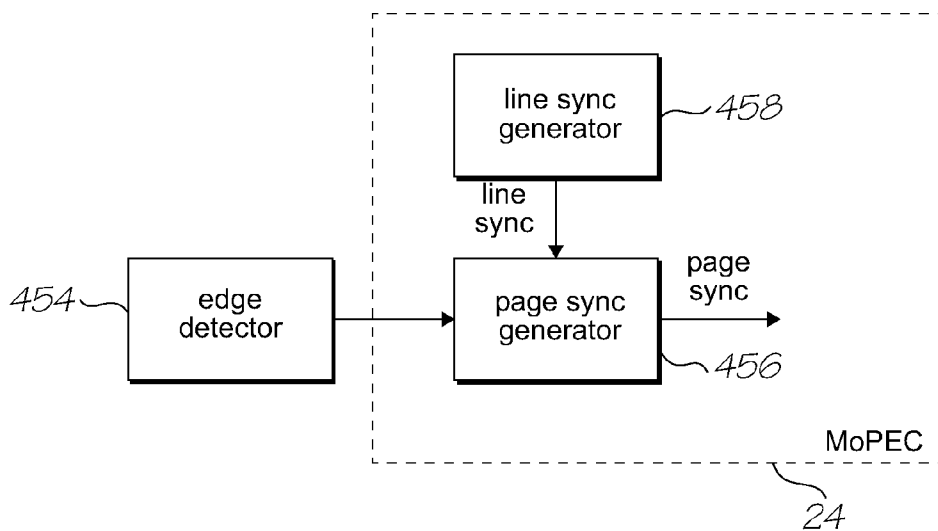 line sync
generator
458
line
sync
454
edge
detector
page sync
generator
page
sync
456
MoPEC
24